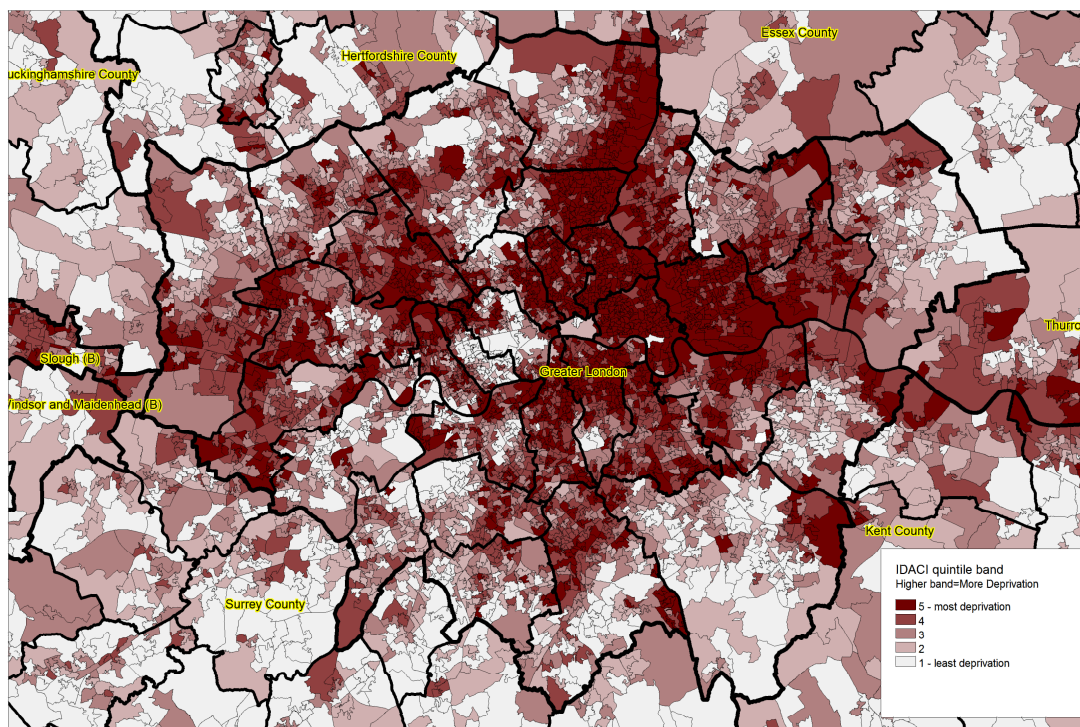 Essex County
Hertfordshire County
uckinghamshire County
Thurro
Slough (B)
Greater London
Windsor and Maidenhead (B)
Kent County
Surrey County
IDACI quintile band
Higher band=More Deprivation
5 - most deprivation
4
3
2
1 - least deprivation